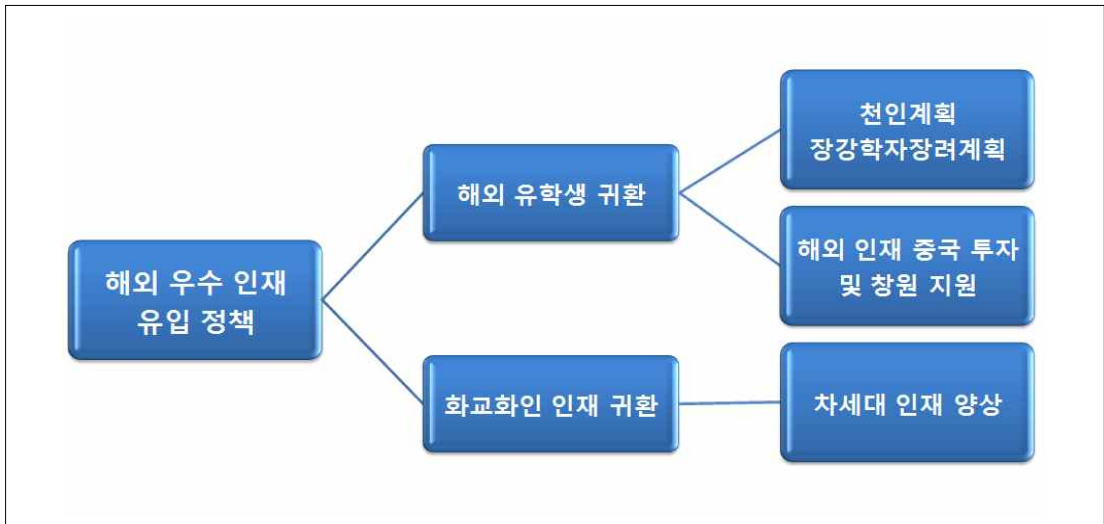 해외 우수 인재
유입 정책
해외 유학생 귀환
천인계획
장강학자장려계획
해외 인재 중국 투자
및 창원 지원
화교화인 인재 귀환
차세대 인재 양상